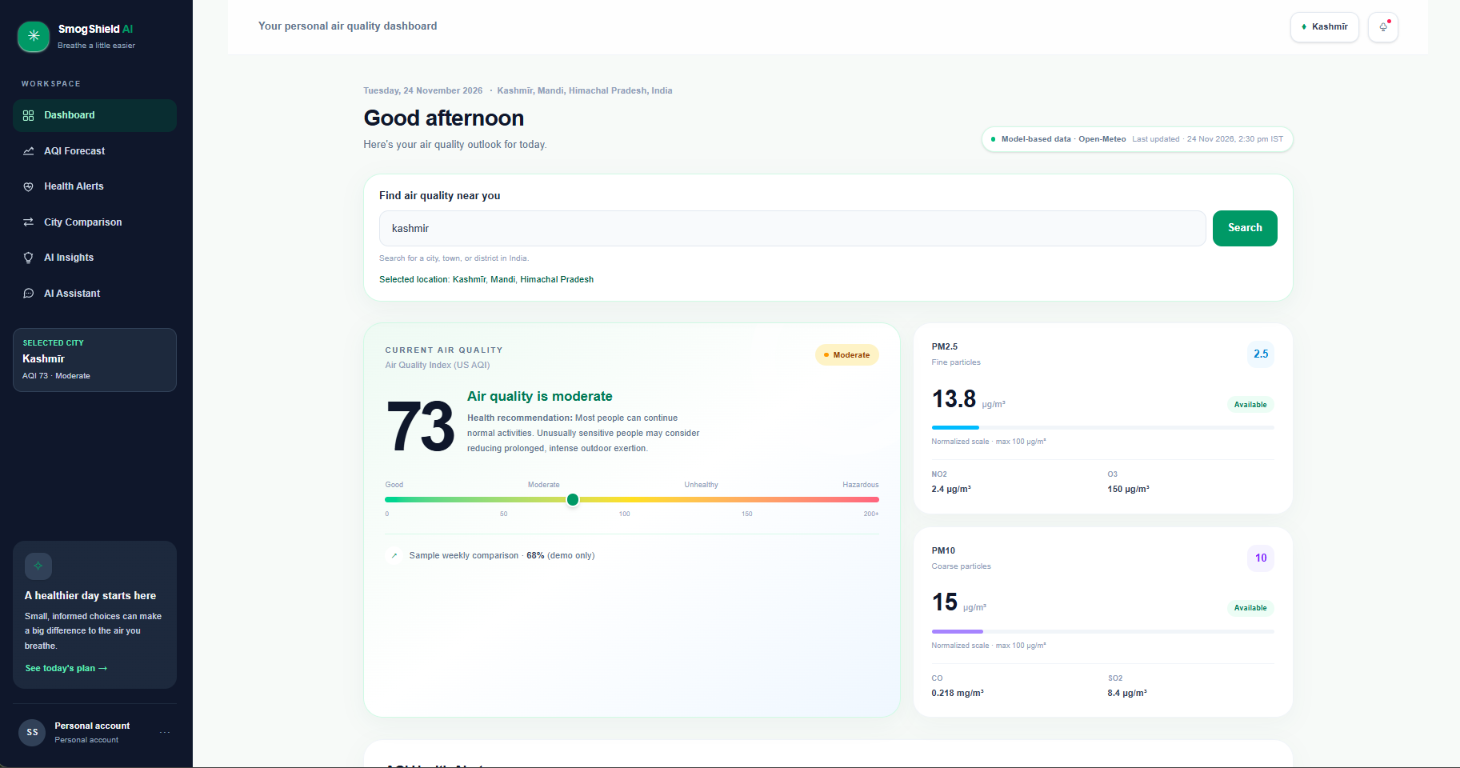 SmogShield AI
Breathe a little easier
WORKSPACE
Dashboard
AQI Forecast
Health Alerts
City Comparison
AI Insights
AI Assistant
SELECTED CITY
Kashmīr
AQI 73 · Moderate
A healthier day starts here
Small, informed choices can make
a big difference to the air you
breathe.
See today's plan →
SS
Personal account
Personal account
Your personal air quality dashboard
Kashmīr
Tuesday, 24 November 2026 · Kashmīr, Mandi, Himachal Pradesh, India
Good afternoon
Here's your air quality outlook for today.
Model-based data · Open-Meteo Last updated · 24 Nov 2026, 2:30 pm IST
Find air quality near you
kashmir
Search
Search for a city, town, or district in India.
Selected location: Kashmīr, Mandi, Himachal Pradesh
CURRENT AIR QUALITY
Air Quality Index (US AQI)
Moderate
73
Air quality is moderate
Health recommendation: Most people can continue
normal activities. Unusually sensitive people may consider
reducing prolonged, intense outdoor exertion.
Good Moderate Unhealthy Hazardous
0 50 100 150 200+
Sample weekly comparison · 68% (demo only)
PM2.5
Fine particles
2.5
13.8 µg/m³
Available
Normalized scale · max 100 µg/m³
NO2 O3
2.4 µg/m³ 150 µg/m³
PM10
Coarse particles
10
15 µg/m³
Available
Normalized scale · max 100 µg/m³
CO SO2
0.218 mg/m³ 8.4 µg/m³